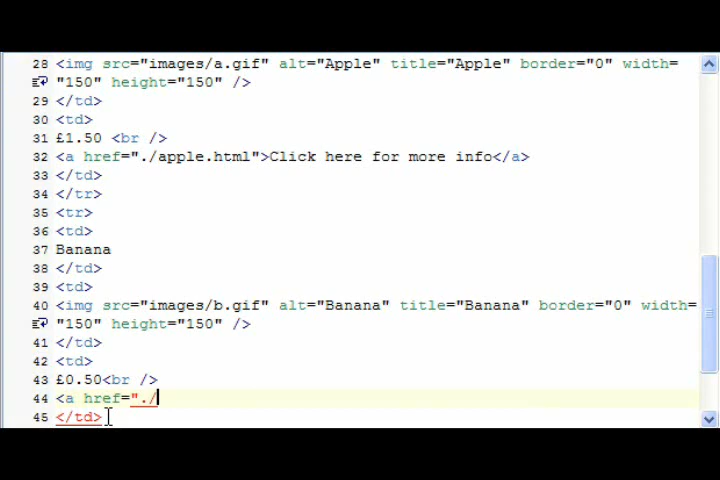 28 <img src="images/a.gif" alt="Apple" title="Apple" border="0" width=
"150" height="150" />
29 </td>
30 <td>
31 £1.50 <br />
32 <a href="./apple.html">Click here for more info</a>
33 </td>
34 </tr>
35 <tr>
36 <td>
37 Banana
38 </td>
39 <td>
40 <img src="images/b.gif" alt="Banana" title="Banana" border="0" width=
"150" height="150" />
41 </td>
42 <td>
43 £0.50<br />
44 <a href="./
45 </td>